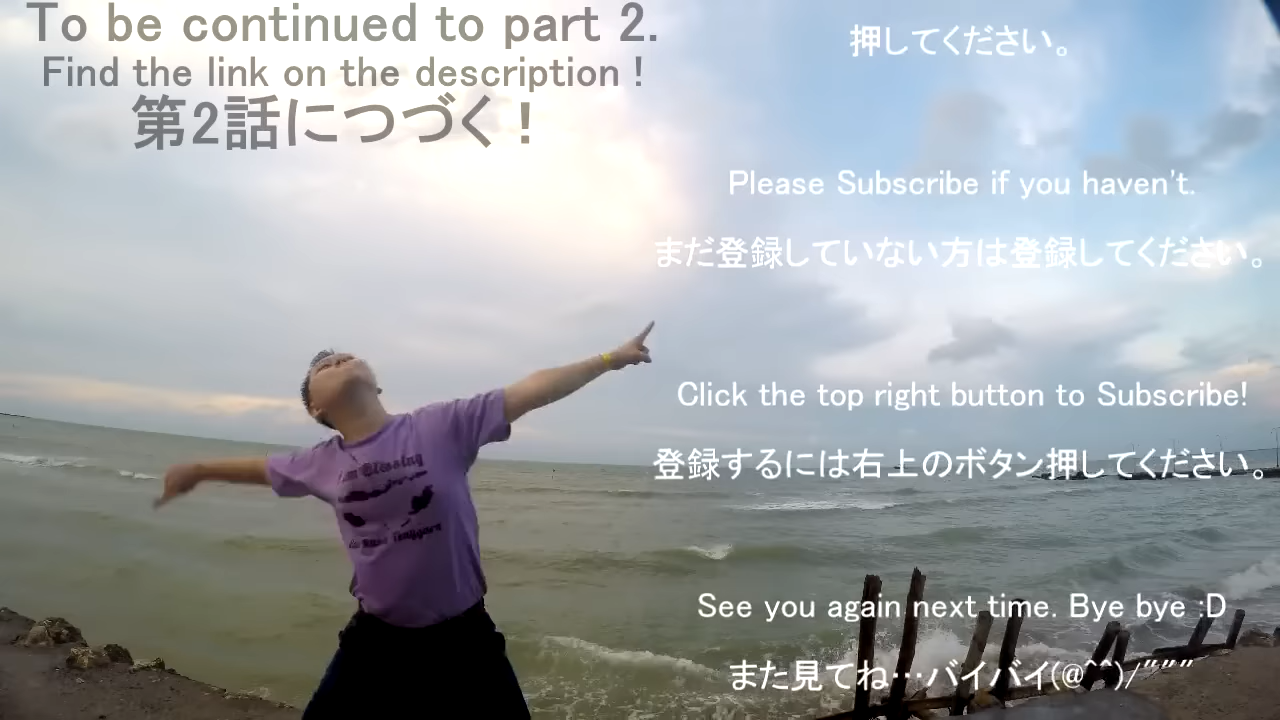 To be continued to part 2.
Find the link on the description !
第2話につづく！
押してください。
Please Subscribe if you haven't.
まだ登録していない方は登録してください。
Click the top right button to Subscribe!
登録するには右上のボタン押してください。
See you again next time. Bye bye :D
また見てね…バイバイ(@^^)/"""
I am Blessing